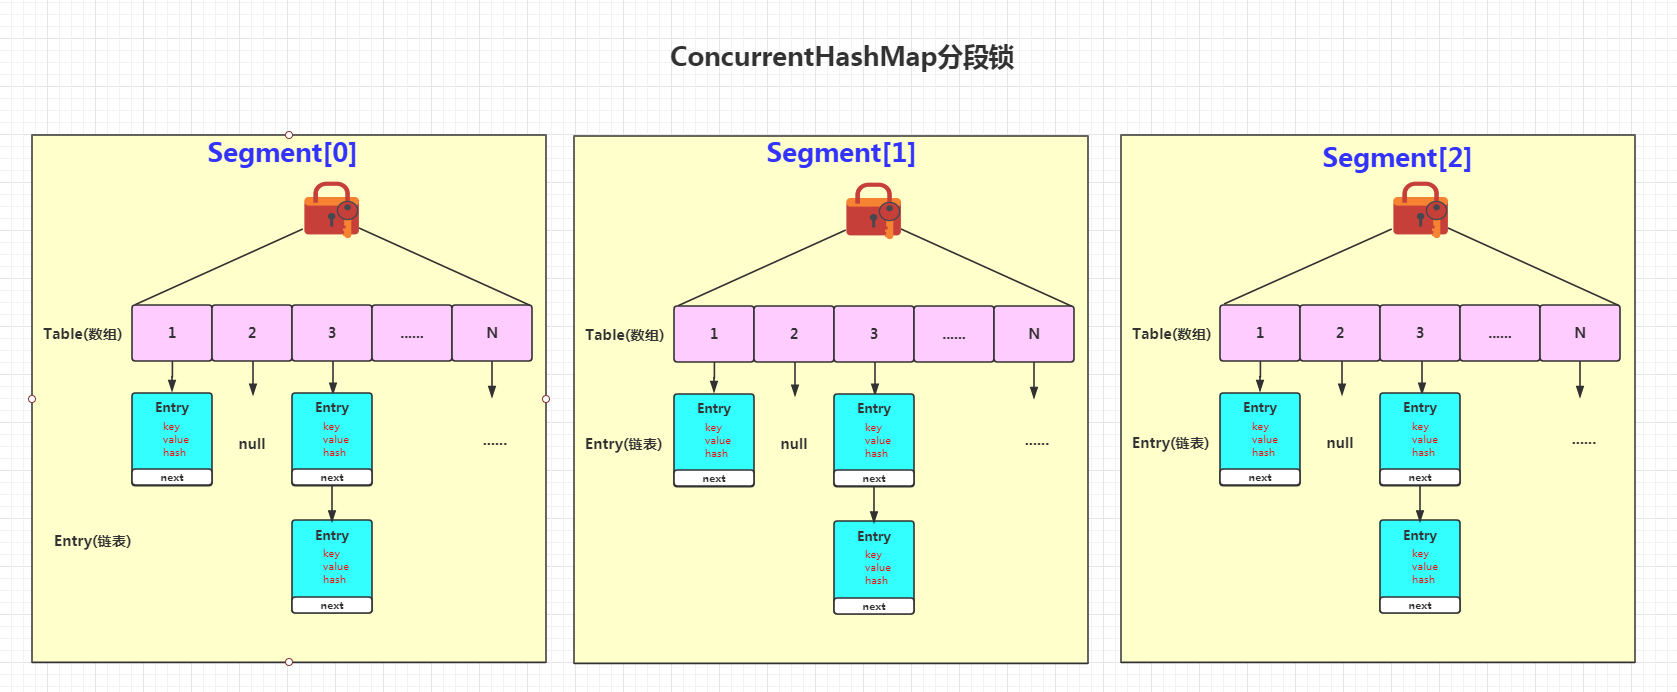 ConcurrentHashMap分段锁
Segment[0]
Table(数组)
1
2
3
......
N
Entry
key
value
hash
next
null
Entry
key
value
hash
next
......
Entry(链表)
Entry
key
value
hash
next
Segment[1]
Table(数组)
1
2
3
......
N
Entry(链表)
Entry
key
value
hash
next
null
Entry
key
value
hash
next
......
Entry
key
value
hash
next
Segment[2]
Table(数组)
1
2
3
......
N
Entry(链表)
Entry
key
value
hash
next
null
Entry
key
value
hash
next
......
Entry
key
value
hash
next